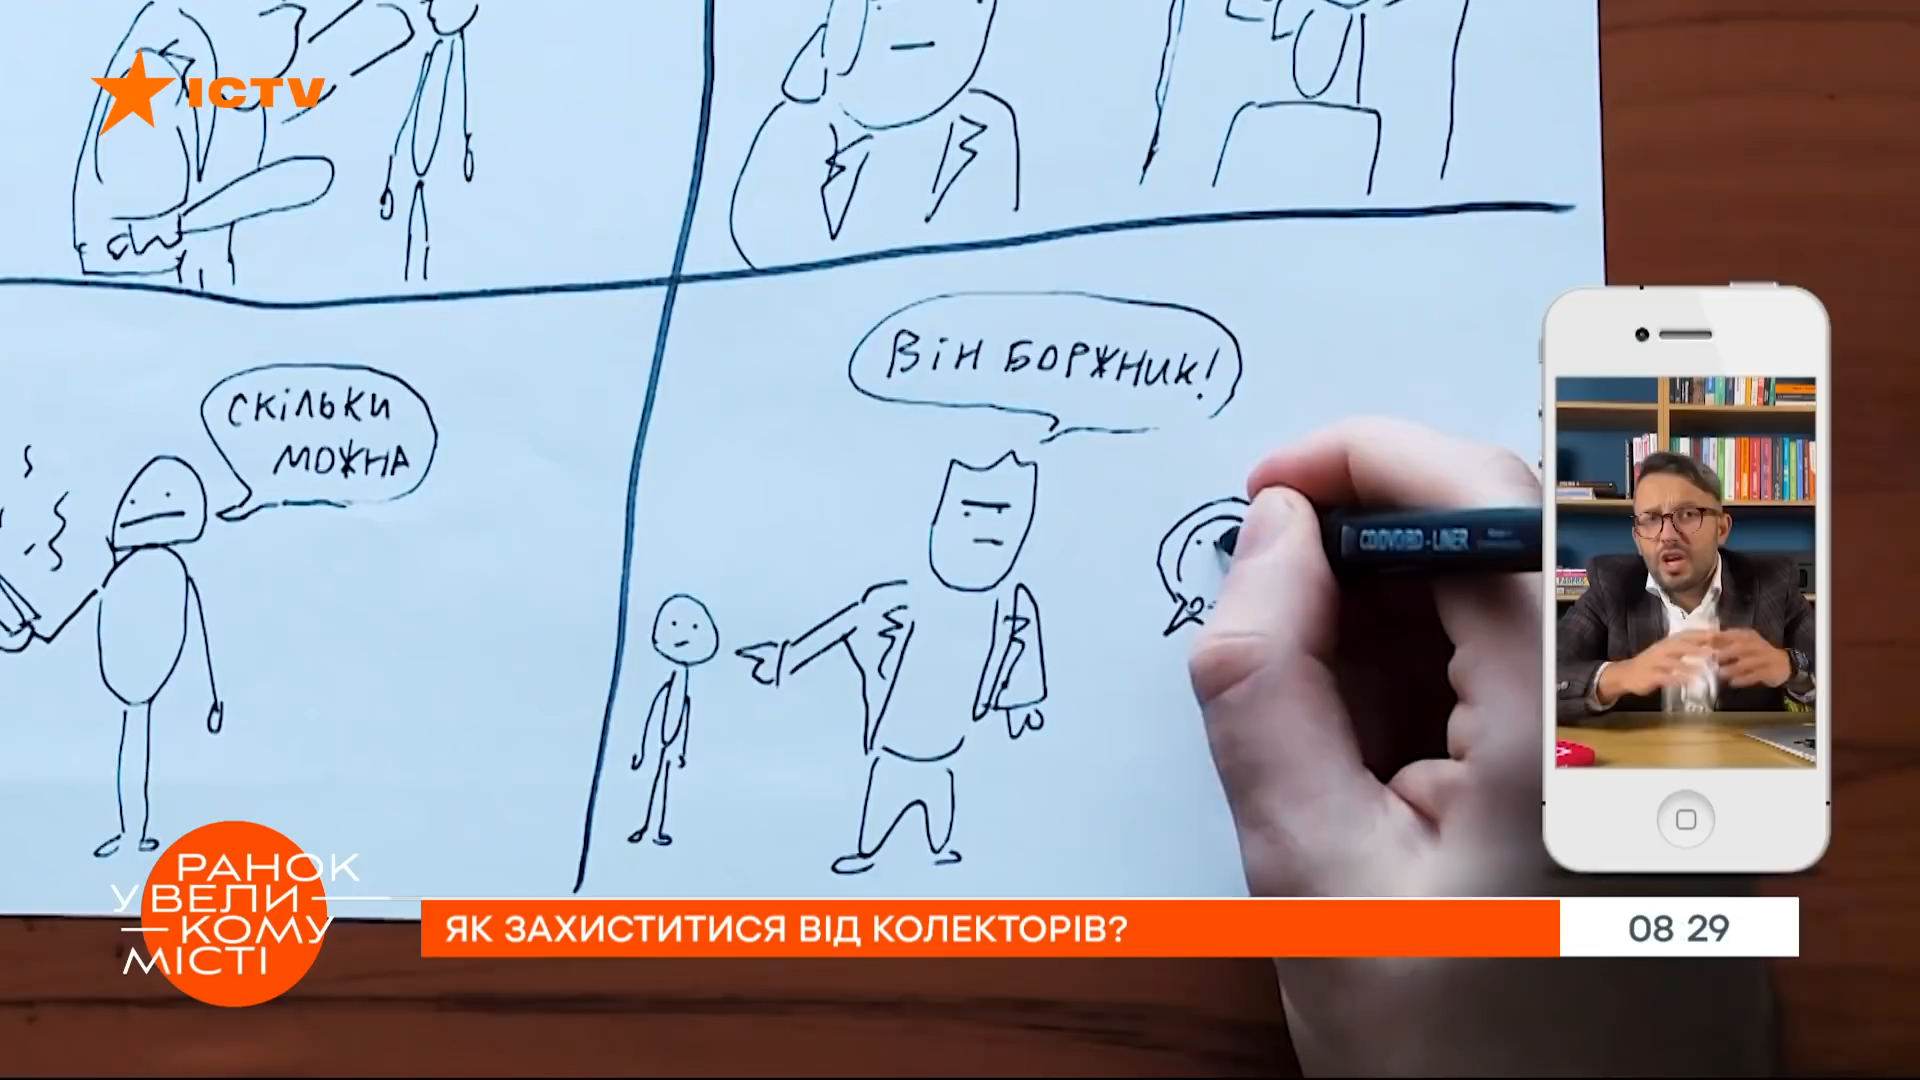 ICTV
ВІН БОРЖНИК!
СКІЛЬКИ
МОЖНА
РАНОК
У ВЕЛИ
КОМУ
МІСТІ
ЯК ЗАХИСТИТИСЯ ВІД КОЛЕКТОРІВ?
08 29